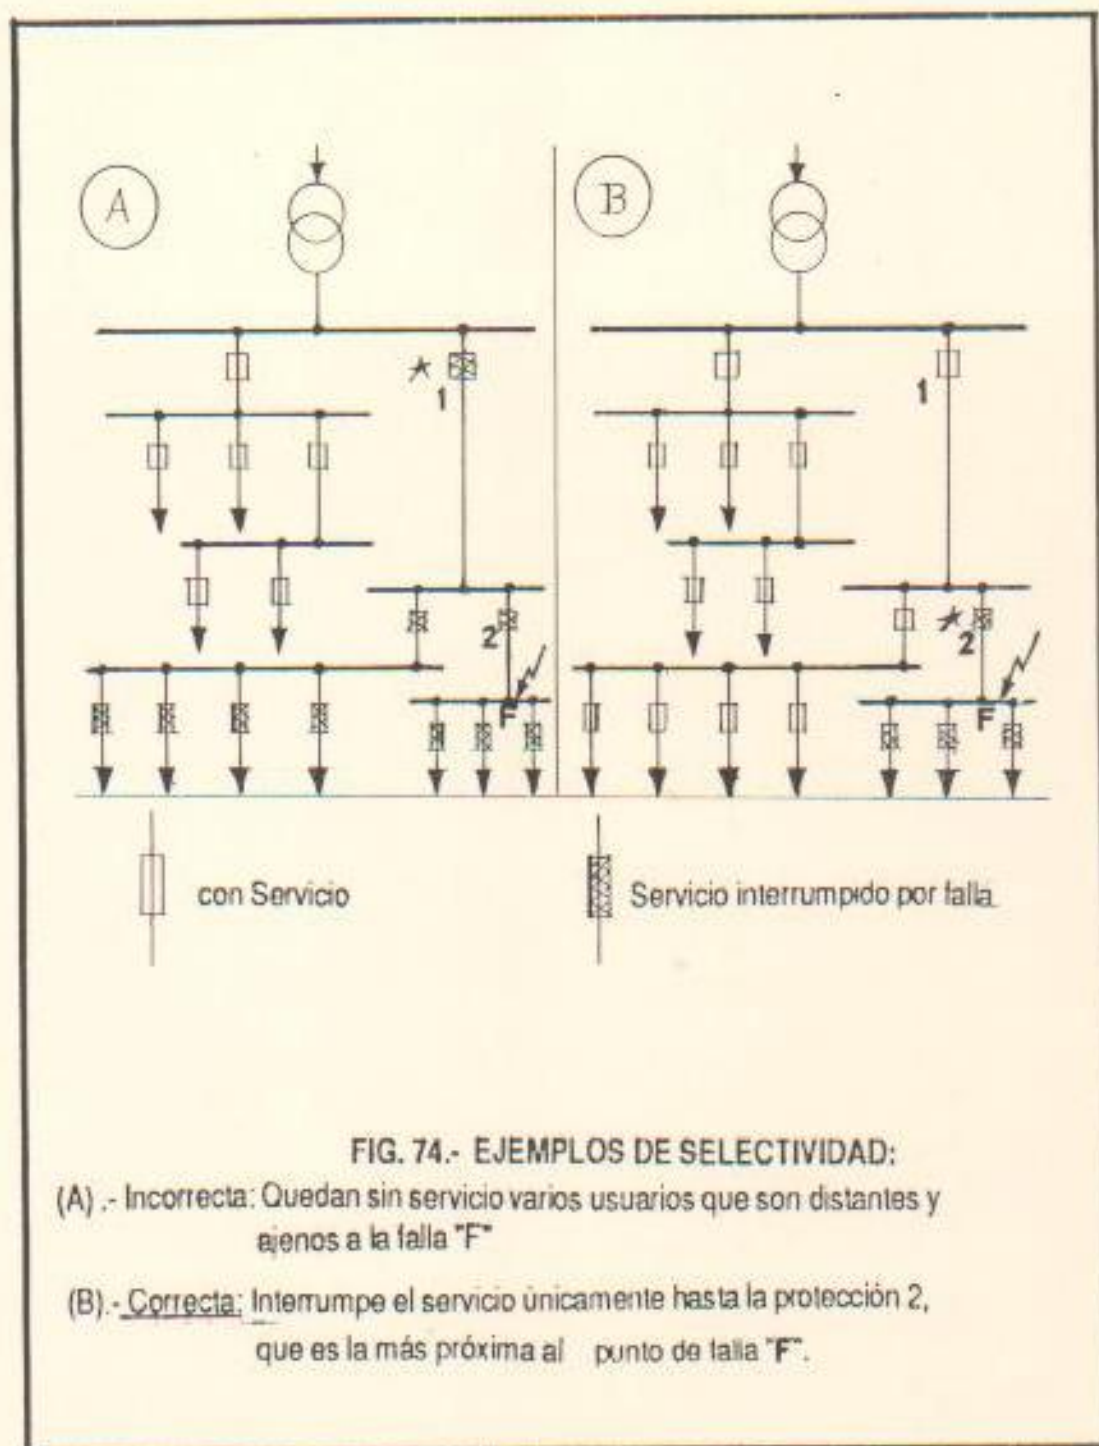 A
B
1
1
2
2
F
F
con Servicio
Servicio interrumpido por falla.
FIG. 74.- EJEMPLOS DE SELECTIVIDAD:
(A) .- Incorrecta: Quedan sin servicio varios usuarios que son distantes y
ajenos a la falla "F"
(B).- Correcta: Interrumpe el servicio únicamente hasta la protección 2,
que es la más próxima al punto de falla "F".